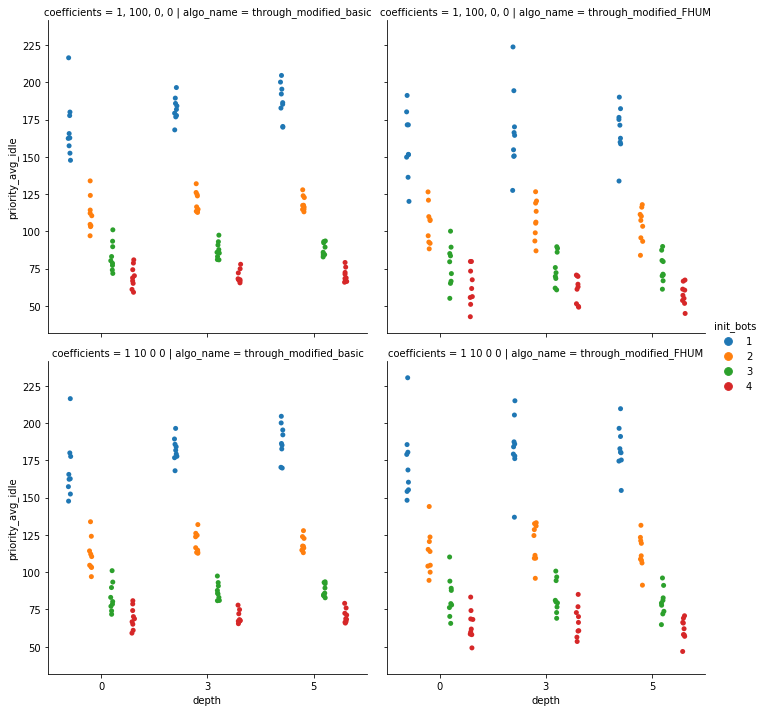 coefficients = 1, 100, 0, 0 | algo_name = through_modified_basic
coefficients = 1, 100, 0, 0 | algo_name = through_modified_FHUM
225
200
175
150
125
100
75
50
priority_avg_idle
init_bots
1
2
3
4
coefficients = 1 10 0 0 | algo_name = through_modified_basic
coefficients = 1 10 0 0 | algo_name = through_modified_FHUM
225
200
175
150
125
100
75
50
priority_avg_idle
0
3
5
depth
0
3
5
depth